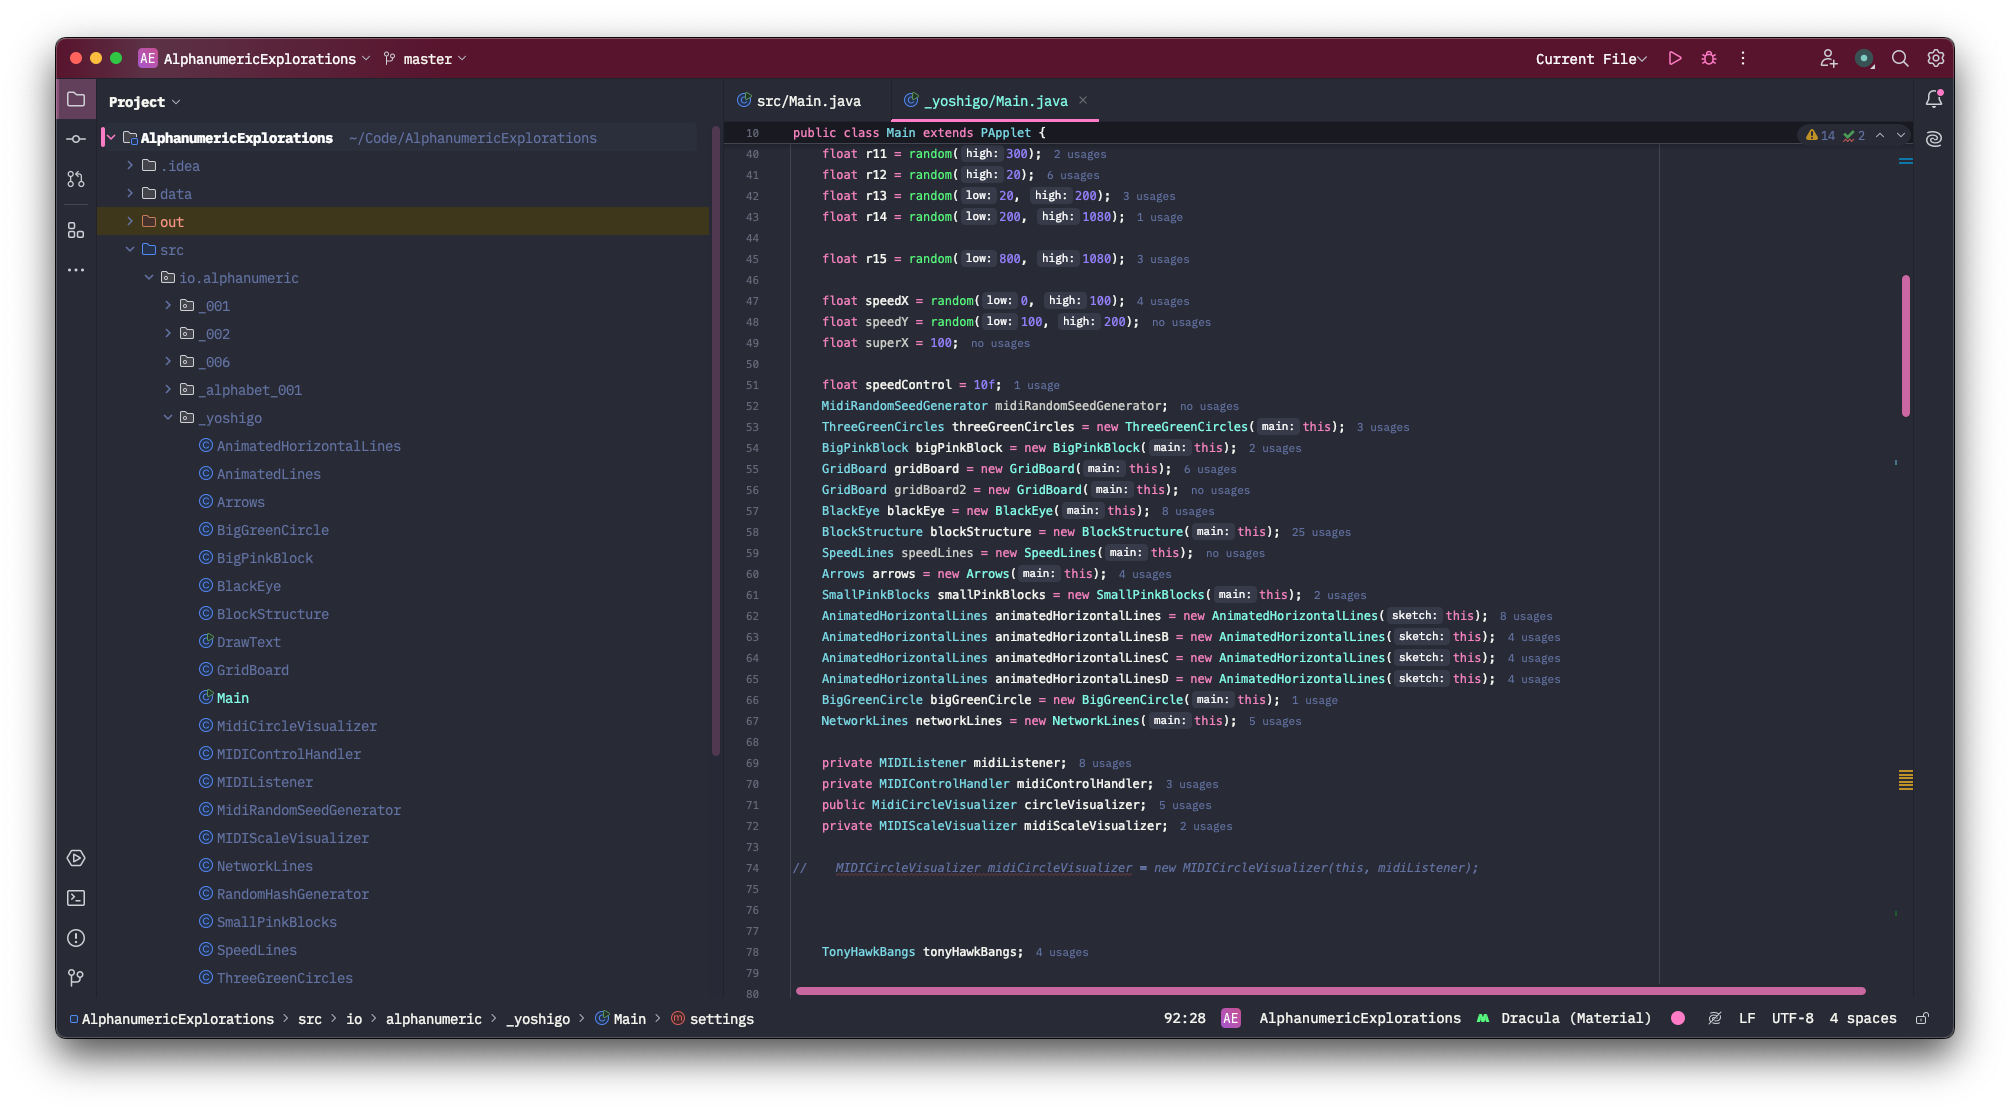 AE AlphanumericExplorations master Current File
Project
src/Main.java _yoshigo/Main.java
AlphanumericExplorations ~/Code/AlphanumericExplorations
.idea
data
out
src
io.alphanumeric
_001
_002
_006
_alphabet_001
_yoshigo
AnimatedHorizontalLines
AnimatedLines
Arrows
BigGreenCircle
BigPinkBlock
BlackEye
BlockStructure
DrawText
GridBoard
Main
MidiCircleVisualizer
MIDIControlHandler
MIDIListener
MidiRandomSeedGenerator
MIDIScaleVisualizer
NetworkLines
RandomHashGenerator
SmallPinkBlocks
SpeedLines
ThreeGreenCircles
10 public class Main extends PApplet { 14 2
40 float r11 = random( high: 300); 2 usages
41 float r12 = random( high: 20); 6 usages
42 float r13 = random( low: 20, high: 200); 3 usages
43 float r14 = random( low: 200, high: 1080); 1 usage
44
45 float r15 = random( low: 800, high: 1080); 3 usages
46
47 float speedX = random( low: 0, high: 100); 4 usages
48 float speedY = random( low: 100, high: 200); no usages
49 float superX = 100; no usages
50
51 float speedControl = 10f; 1 usage
52 MidiRandomSeedGenerator midiRandomSeedGenerator; no usages
53 ThreeGreenCircles threeGreenCircles = new ThreeGreenCircles( main: this); 3 usages
54 BigPinkBlock bigPinkBlock = new BigPinkBlock( main: this); 2 usages
55 GridBoard gridBoard = new GridBoard( main: this); 6 usages
56 GridBoard gridBoard2 = new GridBoard( main: this); no usages
57 BlackEye blackEye = new BlackEye( main: this); 8 usages
58 BlockStructure blockStructure = new BlockStructure( main: this); 25 usages
59 SpeedLines speedLines = new SpeedLines( main: this); no usages
60 Arrows arrows = new Arrows( main: this); 4 usages
61 SmallPinkBlocks smallPinkBlocks = new SmallPinkBlocks( main: this); 2 usages
62 AnimatedHorizontalLines animatedHorizontalLines = new AnimatedHorizontalLines( sketch: this); 8 usages
63 AnimatedHorizontalLines animatedHorizontalLinesB = new AnimatedHorizontalLines( sketch: this); 4 usages
64 AnimatedHorizontalLines animatedHorizontalLinesC = new AnimatedHorizontalLines( sketch: this); 4 usages
65 AnimatedHorizontalLines animatedHorizontalLinesD = new AnimatedHorizontalLines( sketch: this); 4 usages
66 BigGreenCircle bigGreenCircle = new BigGreenCircle( main: this); 1 usage
67 NetworkLines networkLines = new NetworkLines( main: this); 5 usages
68
69 private MIDIListener midiListener; 8 usages
70 private MIDIControlHandler midiControlHandler; 3 usages
71 public MidiCircleVisualizer circleVisualizer; 5 usages
72 private MIDIScaleVisualizer midiScaleVisualizer; 2 usages
73
74 // MIDICircleVisualizer midiCircleVisualizer = new MIDICircleVisualizer(this, midiListener);
75
76
77
78 TonyHawkBangs tonyHawkBangs; 4 usages
79
80
AlphanumericExplorations > src > io > alphanumeric > _yoshigo > Main > settings 92:28 AE AlphanumericExplorations Dracula (Material) LF UTF-8 4 spaces